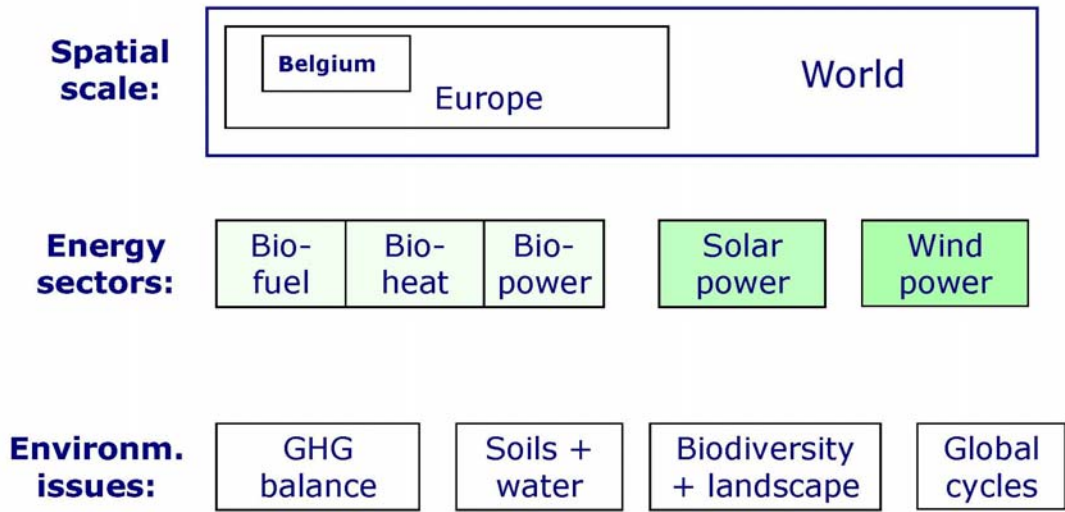 Spatial
scale:
Belgium
Europe
World
Energy
sectors:
Bio-
fuel
Bio-
heat
Bio-
power
Solar
power
Wind
power
Environm.
issues:
GHG
balance
Soils +
water
Biodiversity
+ landscape
Global
cycles